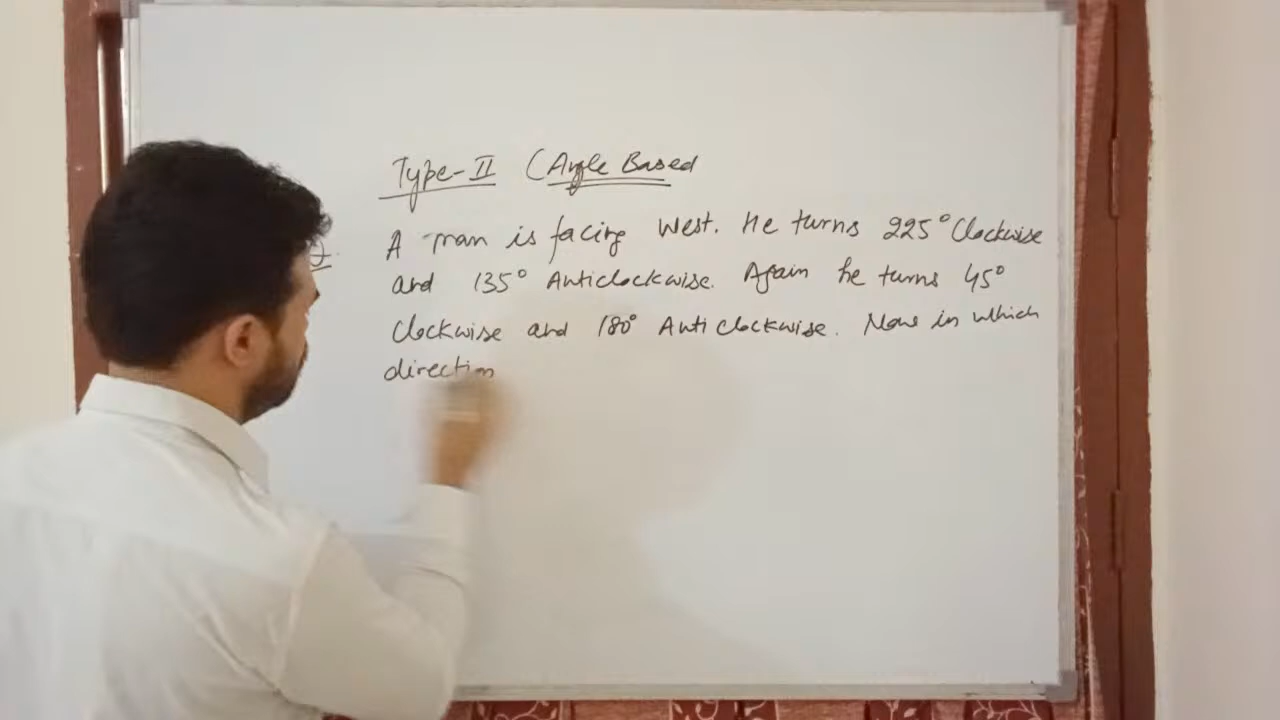 Type-II (Angle Based
A man is facing West. He turns 225° Clockwise
and 135° Anticlockwise. Again he turns 45°
Clockwise and 180° Anticlockwise. Now in which
direction